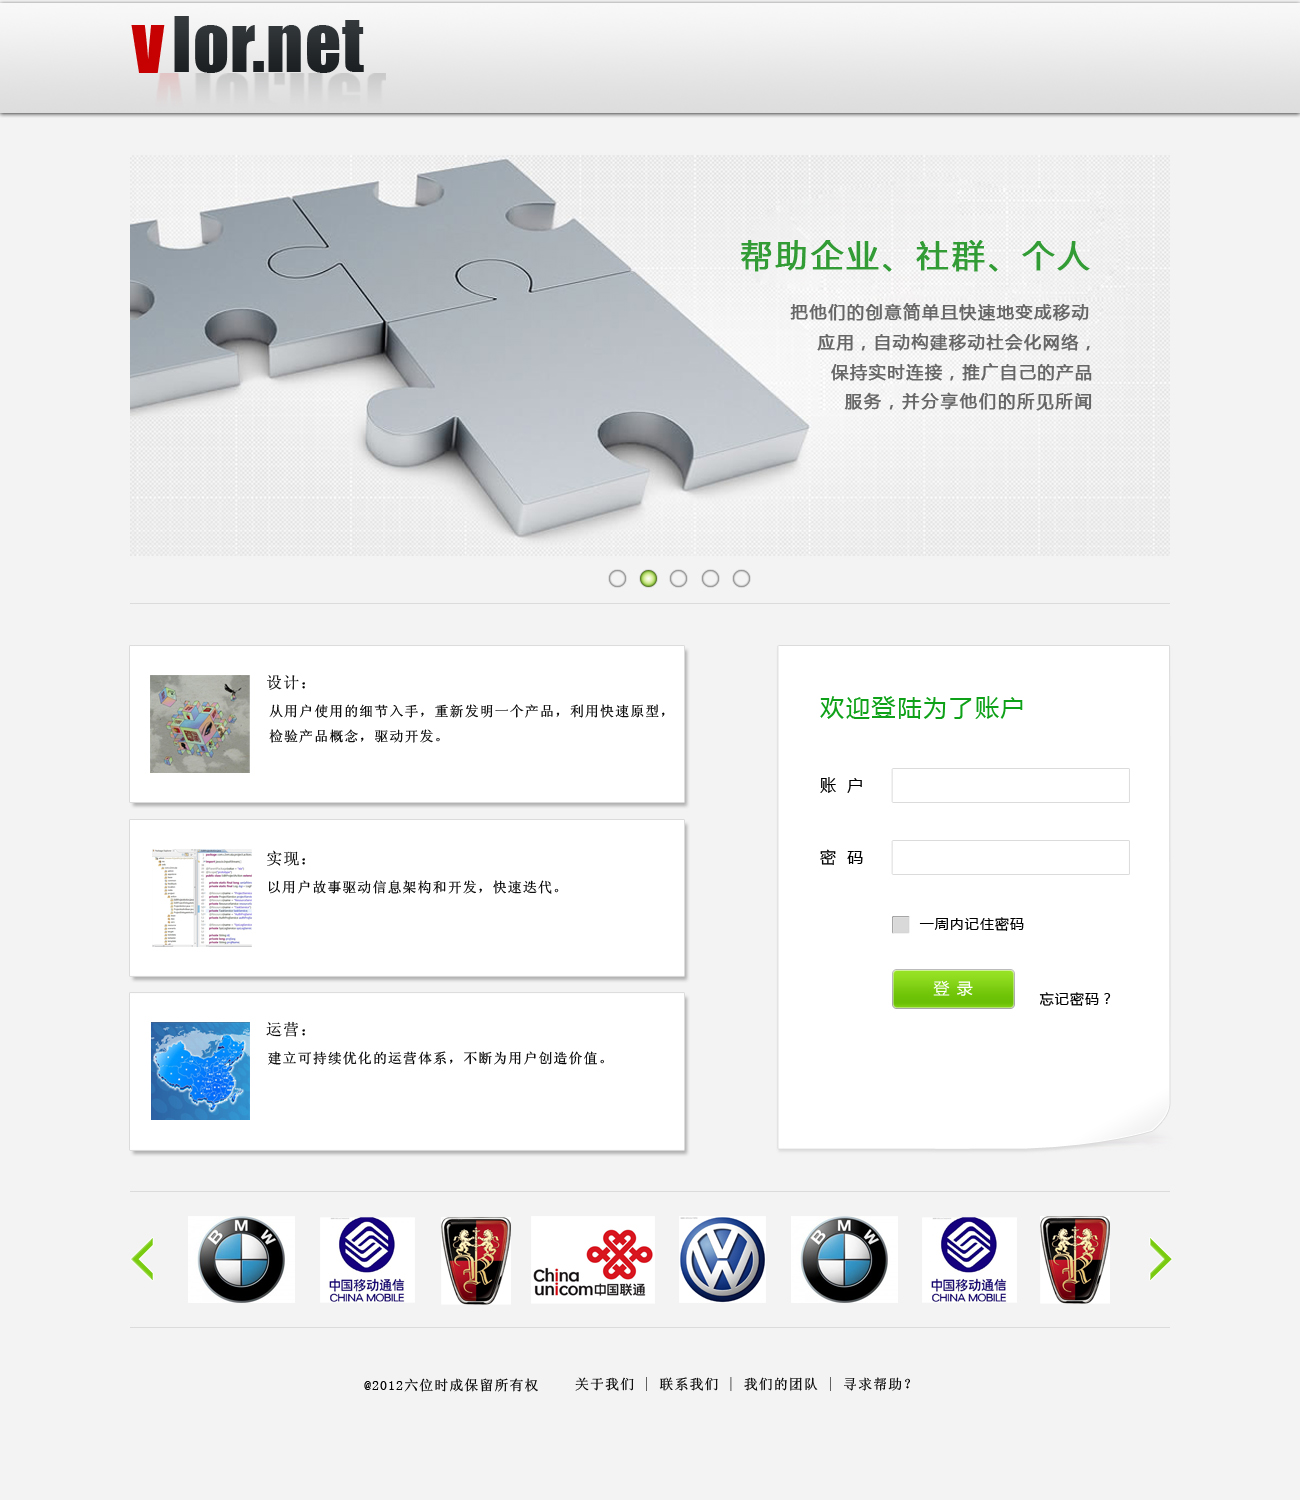 vlor.net
帮助企业、社群、个人
把他们的创意简单且快速地变成移动
应用，自动构建移动社会化网络，
保持实时连接，推广自己的产品
服务，并分享他们的所见所闻
设计：
从用户使用的细节入手，重新发明一个产品，利用快速原型，
检验产品概念，驱动开发。
实现：
以用户故事驱动信息架构和开发，快速迭代。
运营：
建立可持续优化的运营体系，不断为用户创造价值。
欢迎登陆为了账户
账 户
密 码
一周内记住密码
登 录
忘记密码？
BMW
中国移动通信
CHINA MOBILE
R
China
unicom中国联通
VW
BMW
中国移动通信
CHINA MOBILE
R
@2012六位时成保留所有权 关于我们 | 联系我们 | 我们的团队 | 寻求帮助？